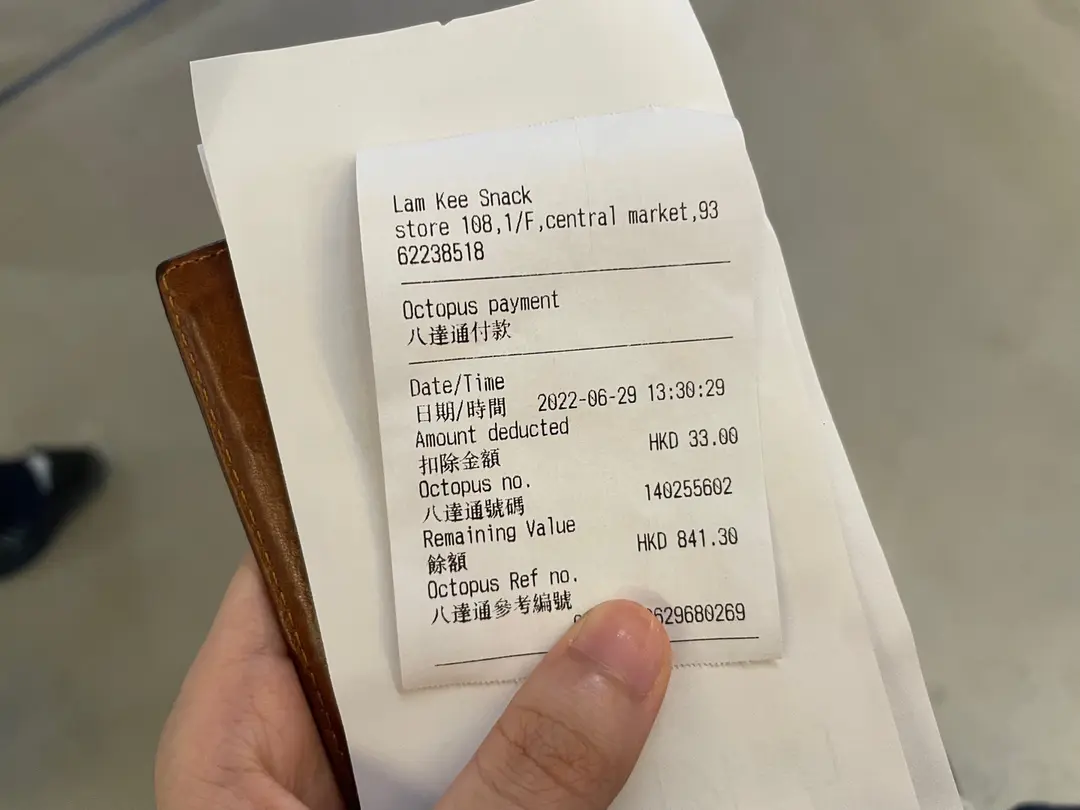 Lam Kee Snack
store 108,1/F,central market,93
62238518
Octopus payment
八達通付款
Date/Time
日期/時間 2022-06-29 13:30:29
Amount deducted
扣除金額 HKD 33.00
Octopus no.
八達通號碼 140255602
Remaining Value
餘額 HKD 841.30
Octopus Ref no.
八達通參考編號